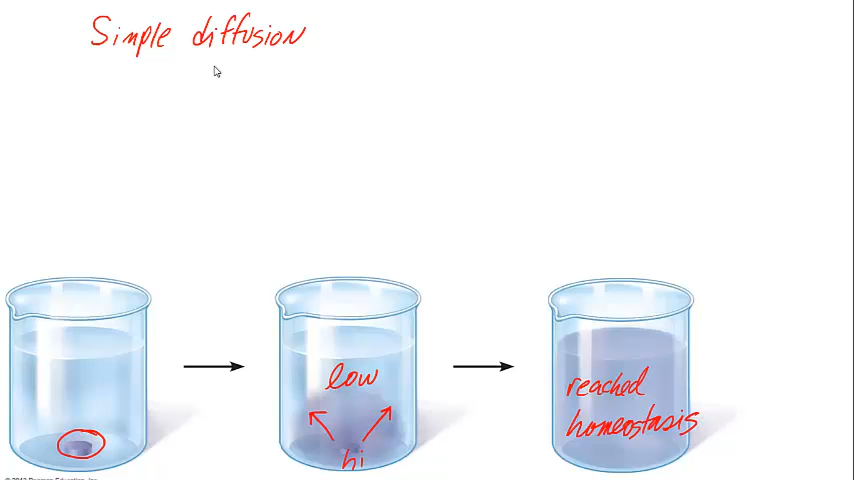 Simple diffusion
low
hi
reached
homeostasis